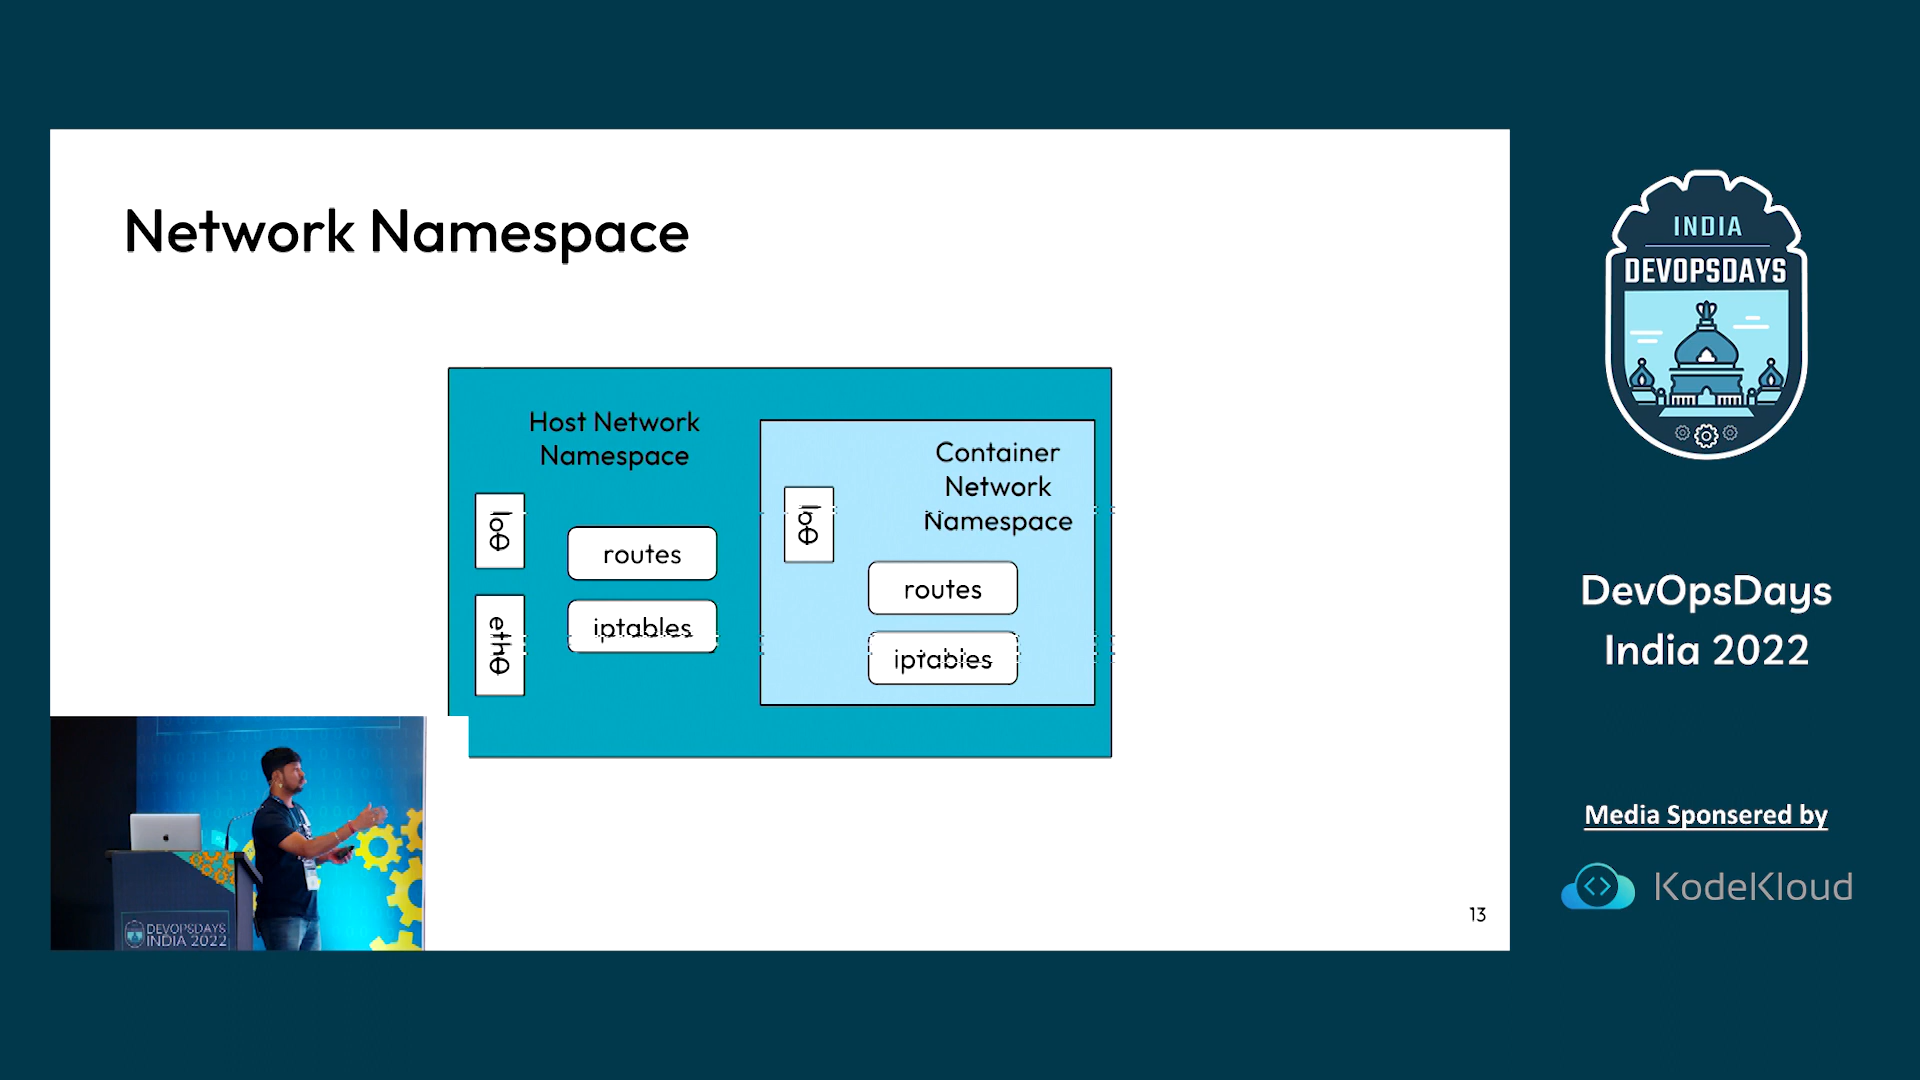 Network Namespace
Host Network
Namespace
lo0
eth0
routes
iptables
Container
Network
Namespace
lo0
routes
iptables
13
DEVOPSDAYS
INDIA 2022
INDIA
DEVOPSDAYS
DevOpsDays
India 2022
Media Sponsered by
KodeKloud